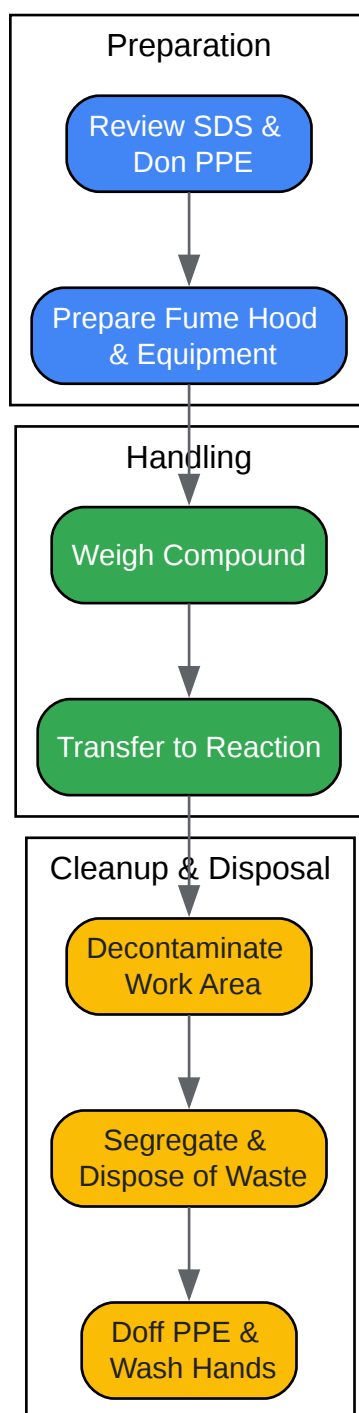 Preparation
Review SDS &
Don PPE
Prepare Fume Hood
& Equipment
Handling
Weigh Compound
Transfer to Reaction
Cleanup & Disposal
Decontaminate
Work Area
Segregate &
Dispose of Waste
Doff PPE &
Wash Hands